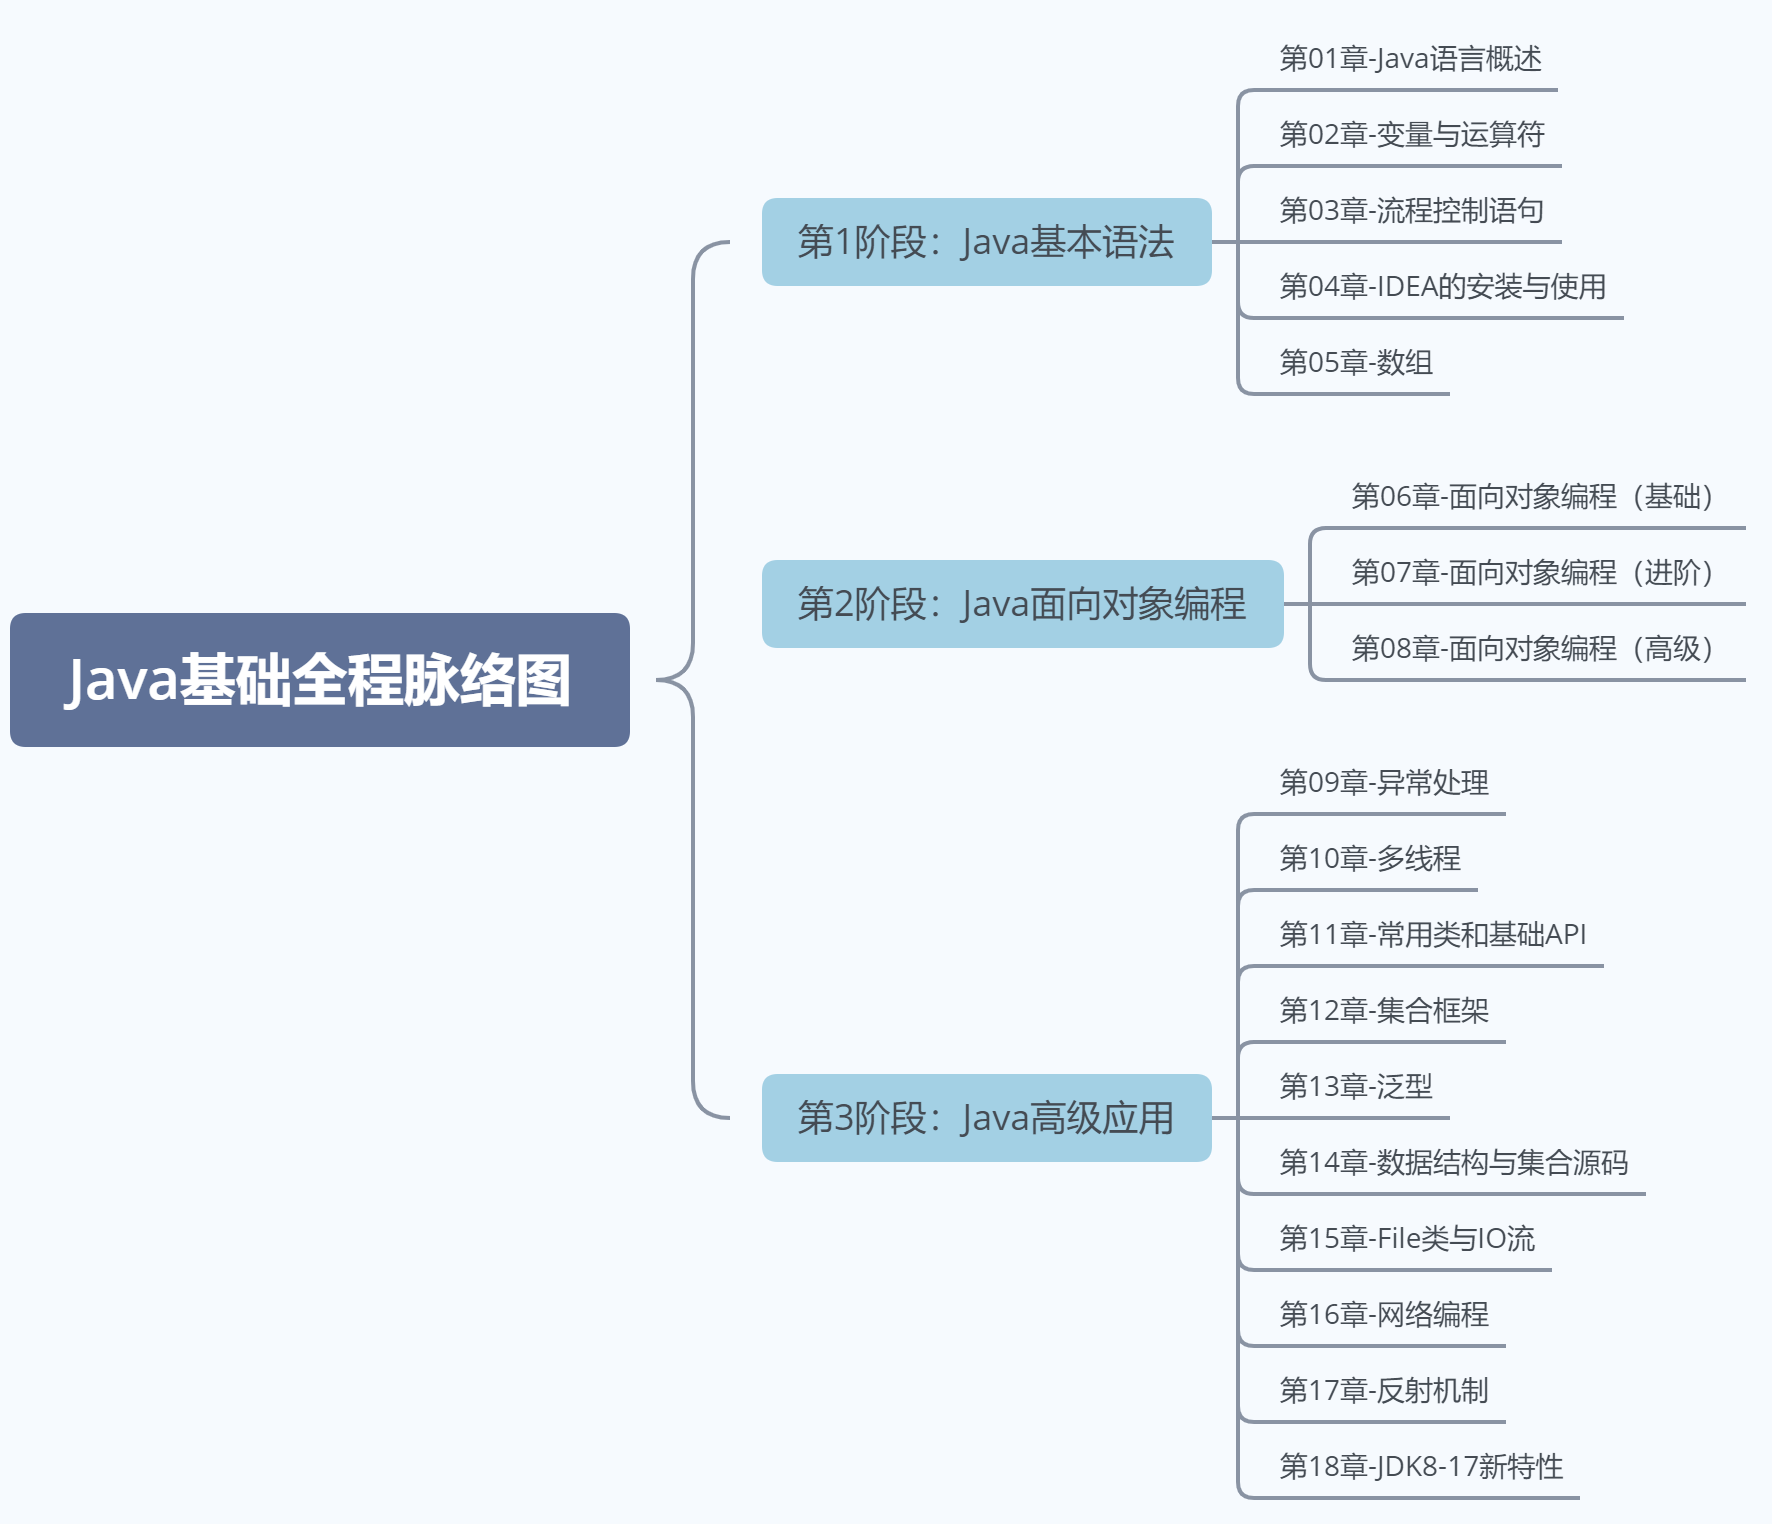 Java基础全程脉络图
第1阶段：Java基本语法
第01章-Java语言概述
第02章-变量与运算符
第03章-流程控制语句
第04章-IDEA的安装与使用
第05章-数组
第2阶段：Java面向对象编程
第06章-面向对象编程（基础）
第07章-面向对象编程（进阶）
第08章-面向对象编程（高级）
第3阶段：Java高级应用
第09章-异常处理
第10章-多线程
第11章-常用类和基础API
第12章-集合框架
第13章-泛型
第14章-数据结构与集合源码
第15章-File类与IO流
第16章-网络编程
第17章-反射机制
第18章-JDK8-17新特性